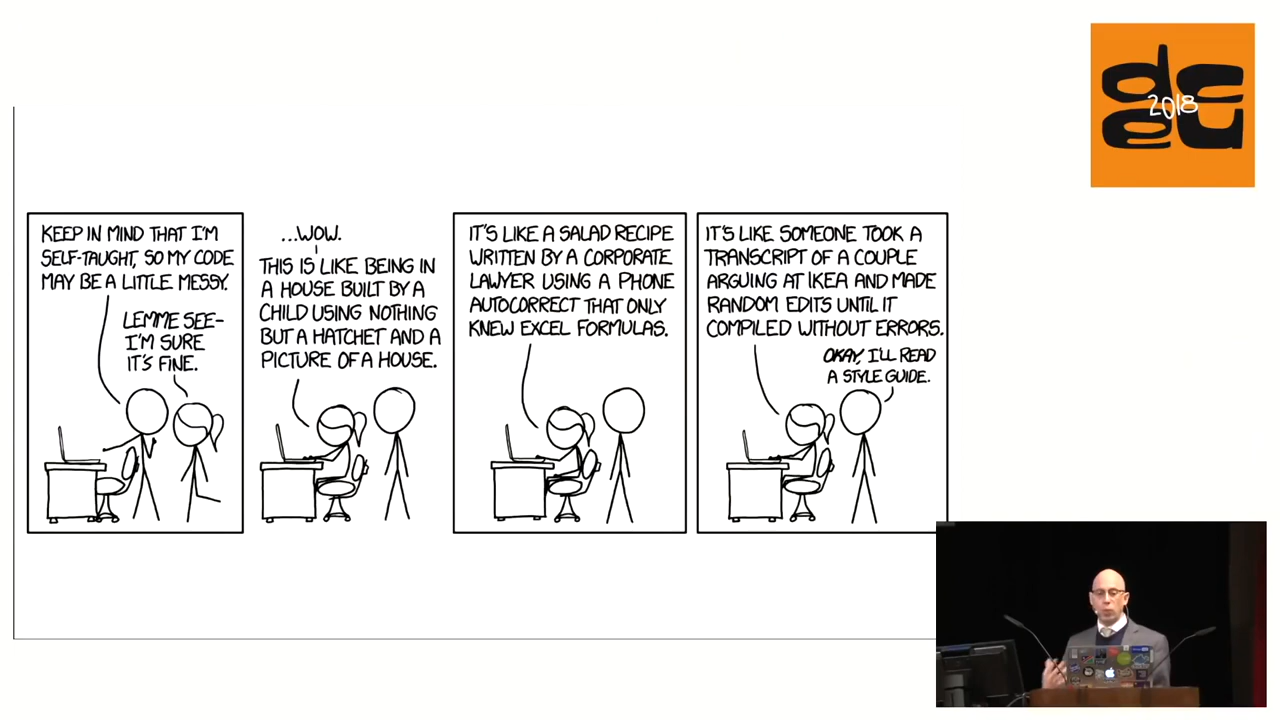 KEEP IN MIND THAT I'M
SELF-TAUGHT, SO MY CODE
MAY BE A LITTLE MESSY.
LEMME SEE–
I'M SURE
IT'S FINE.
...WOW.
THIS IS LIKE BEING IN
A HOUSE BUILT BY A
CHILD USING NOTHING
BUT A HATCHET AND A
PICTURE OF A HOUSE.
IT'S LIKE A SALAD RECIPE
WRITTEN BY A CORPORATE
LAWYER USING A PHONE
AUTOCORRECT THAT ONLY
KNEW EXCEL FORMULAS.
IT'S LIKE SOMEONE TOOK A
TRANSCRIPT OF A COUPLE
ARGUING AT IKEA AND MADE
RANDOM EDITS UNTIL IT
COMPILED WITHOUT ERRORS.
OKAY, I'LL READ
A STYLE GUIDE.
dc
2018
eu